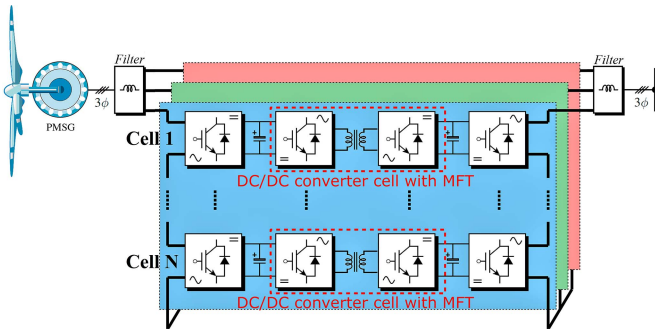 Filter
Filter
3ϕ
PMSG
3ϕ
Cell 1
DC/DC converter cell with MFT
Cell N
DC/DC converter cell with MFT